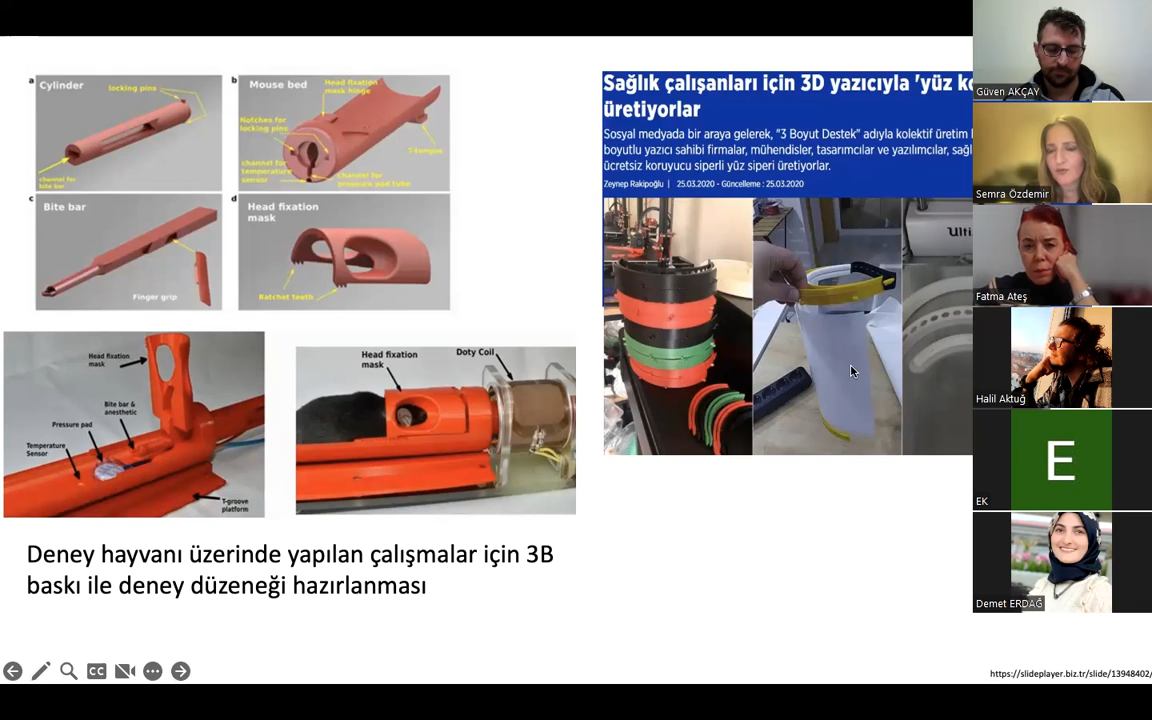 a
Cylinder
locking pins
channel for
bite bar
b
Mouse bed
Head fixation
mask hinge
Notches for
locking pins
channel for
temperature
sensor
Channel for
pressure pad tube
T-tongue
c
Bite bar
Finger grip
d
Head fixation
mask
Ratchet teeth
Head fixation
mask
Bite bar &
anesthetic
Pressure pad
Temperature
Sensor
T-groove
platform
Head fixation
mask
Doty Coil
Deney hayvanı üzerinde yapılan çalışmalar için 3B
baskı ile deney düzeneği hazırlanması
Sağlık çalışanları için 3D yazıcıyla 'yüz
üretiyorlar
Sosyal medyada bir araya gelerek, "3 Boyut Destek" adıyla kolektif üretim
boyutlu yazıcı sahibi firmalar, mühendisler, tasarımcılar ve yazılımcılar,
ücretsiz koruyucu siperli yüz siperi üretiyorlar.
Zeynep Rakipoğlu | 25.03.2020 - Güncelleme : 25.03.2020
Güven AKÇAY
Semra Özdemir
Fatma Ateş
Halil Aktuğ
E
EK
Demet ERDAĞ
CC
https://slideplayer.biz.tr/slide/13948402/